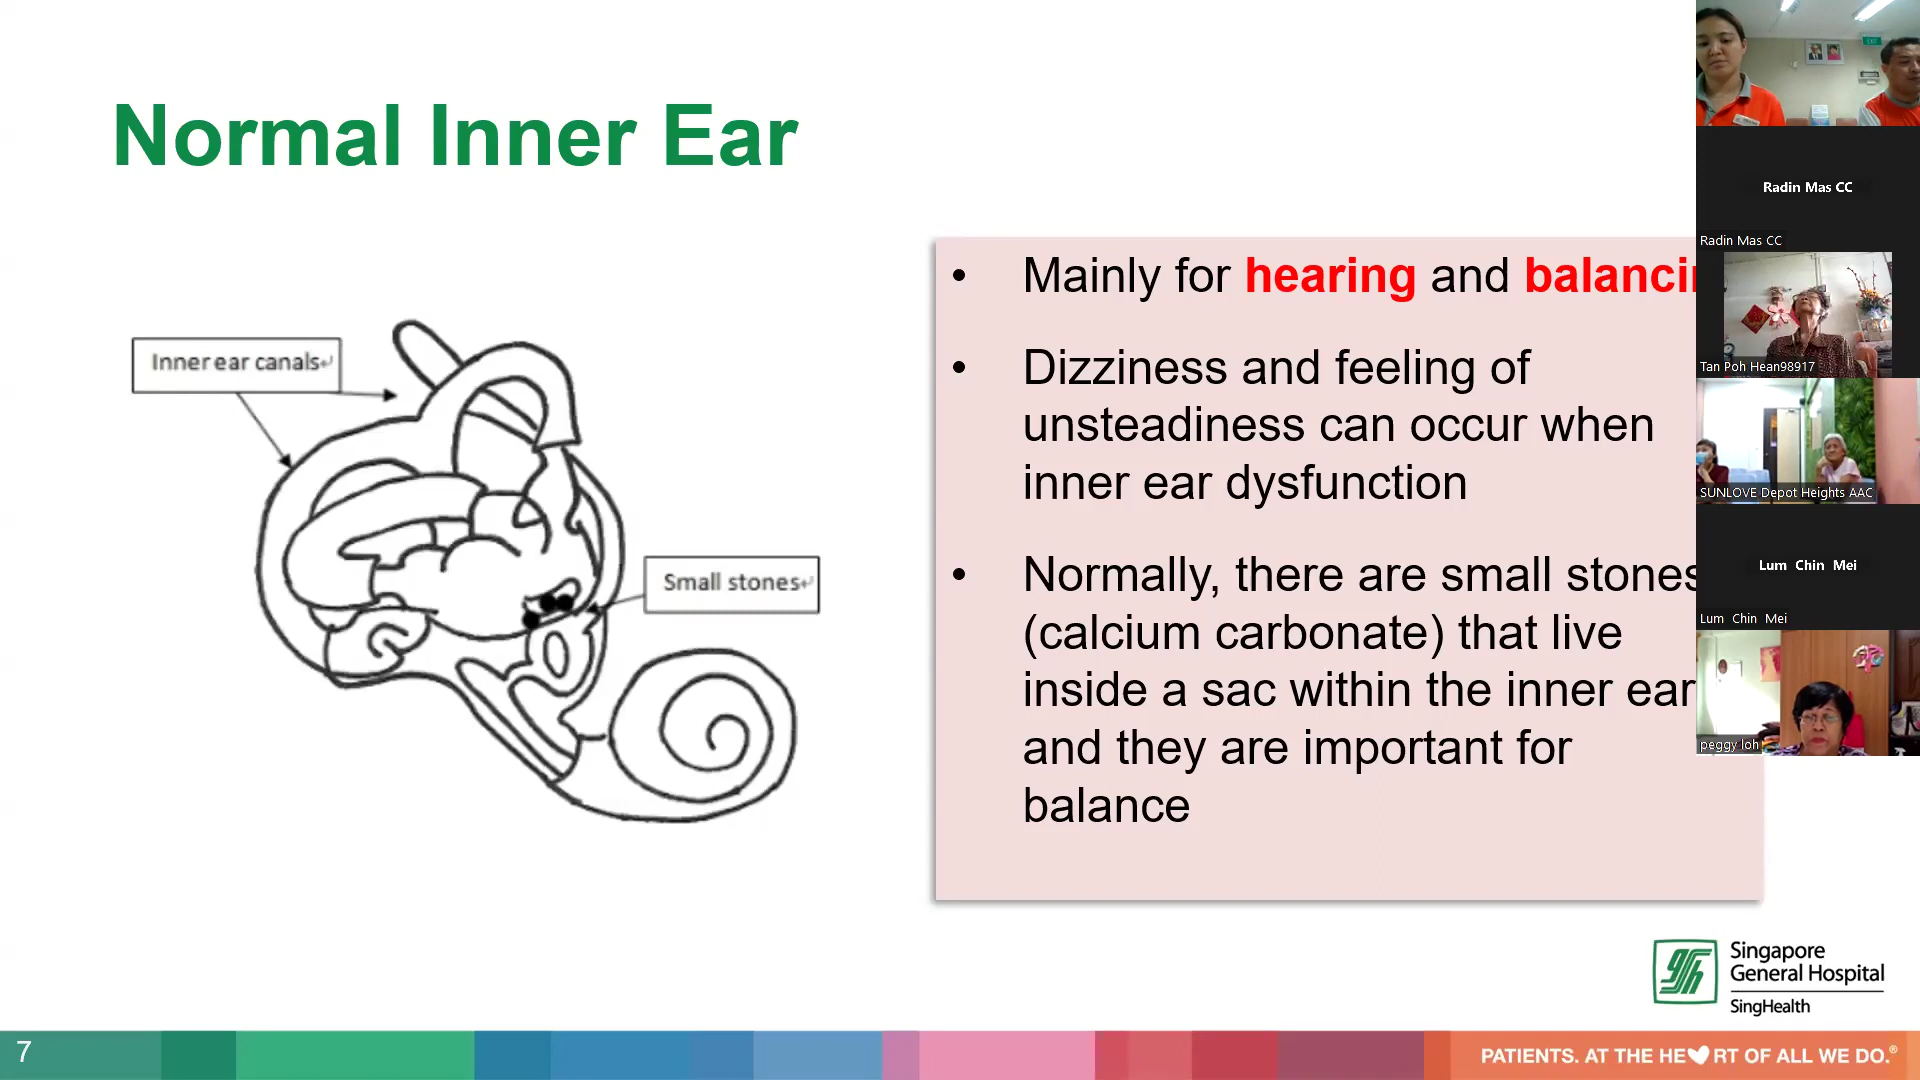 Normal Inner Ear
Inner ear canals↵
Small stones↵
• Mainly for hearing and
• Dizziness and feeling of
unsteadiness can occur when
inner ear dysfunction
• Normally, there are small stones
(calcium carbonate) that live
inside a sac within the inner ear
and they are important for
balance
Radin Mas CC
Radin Mas CC
Tan Poh Hean98917
SUNLOVE Depot Heights AAC
Lum Chin Mei
Lum Chin Mei
peggy loh
Singapore
General Hospital
SingHealth
7
PATIENTS. AT THE HE♥RT OF ALL WE DO.®